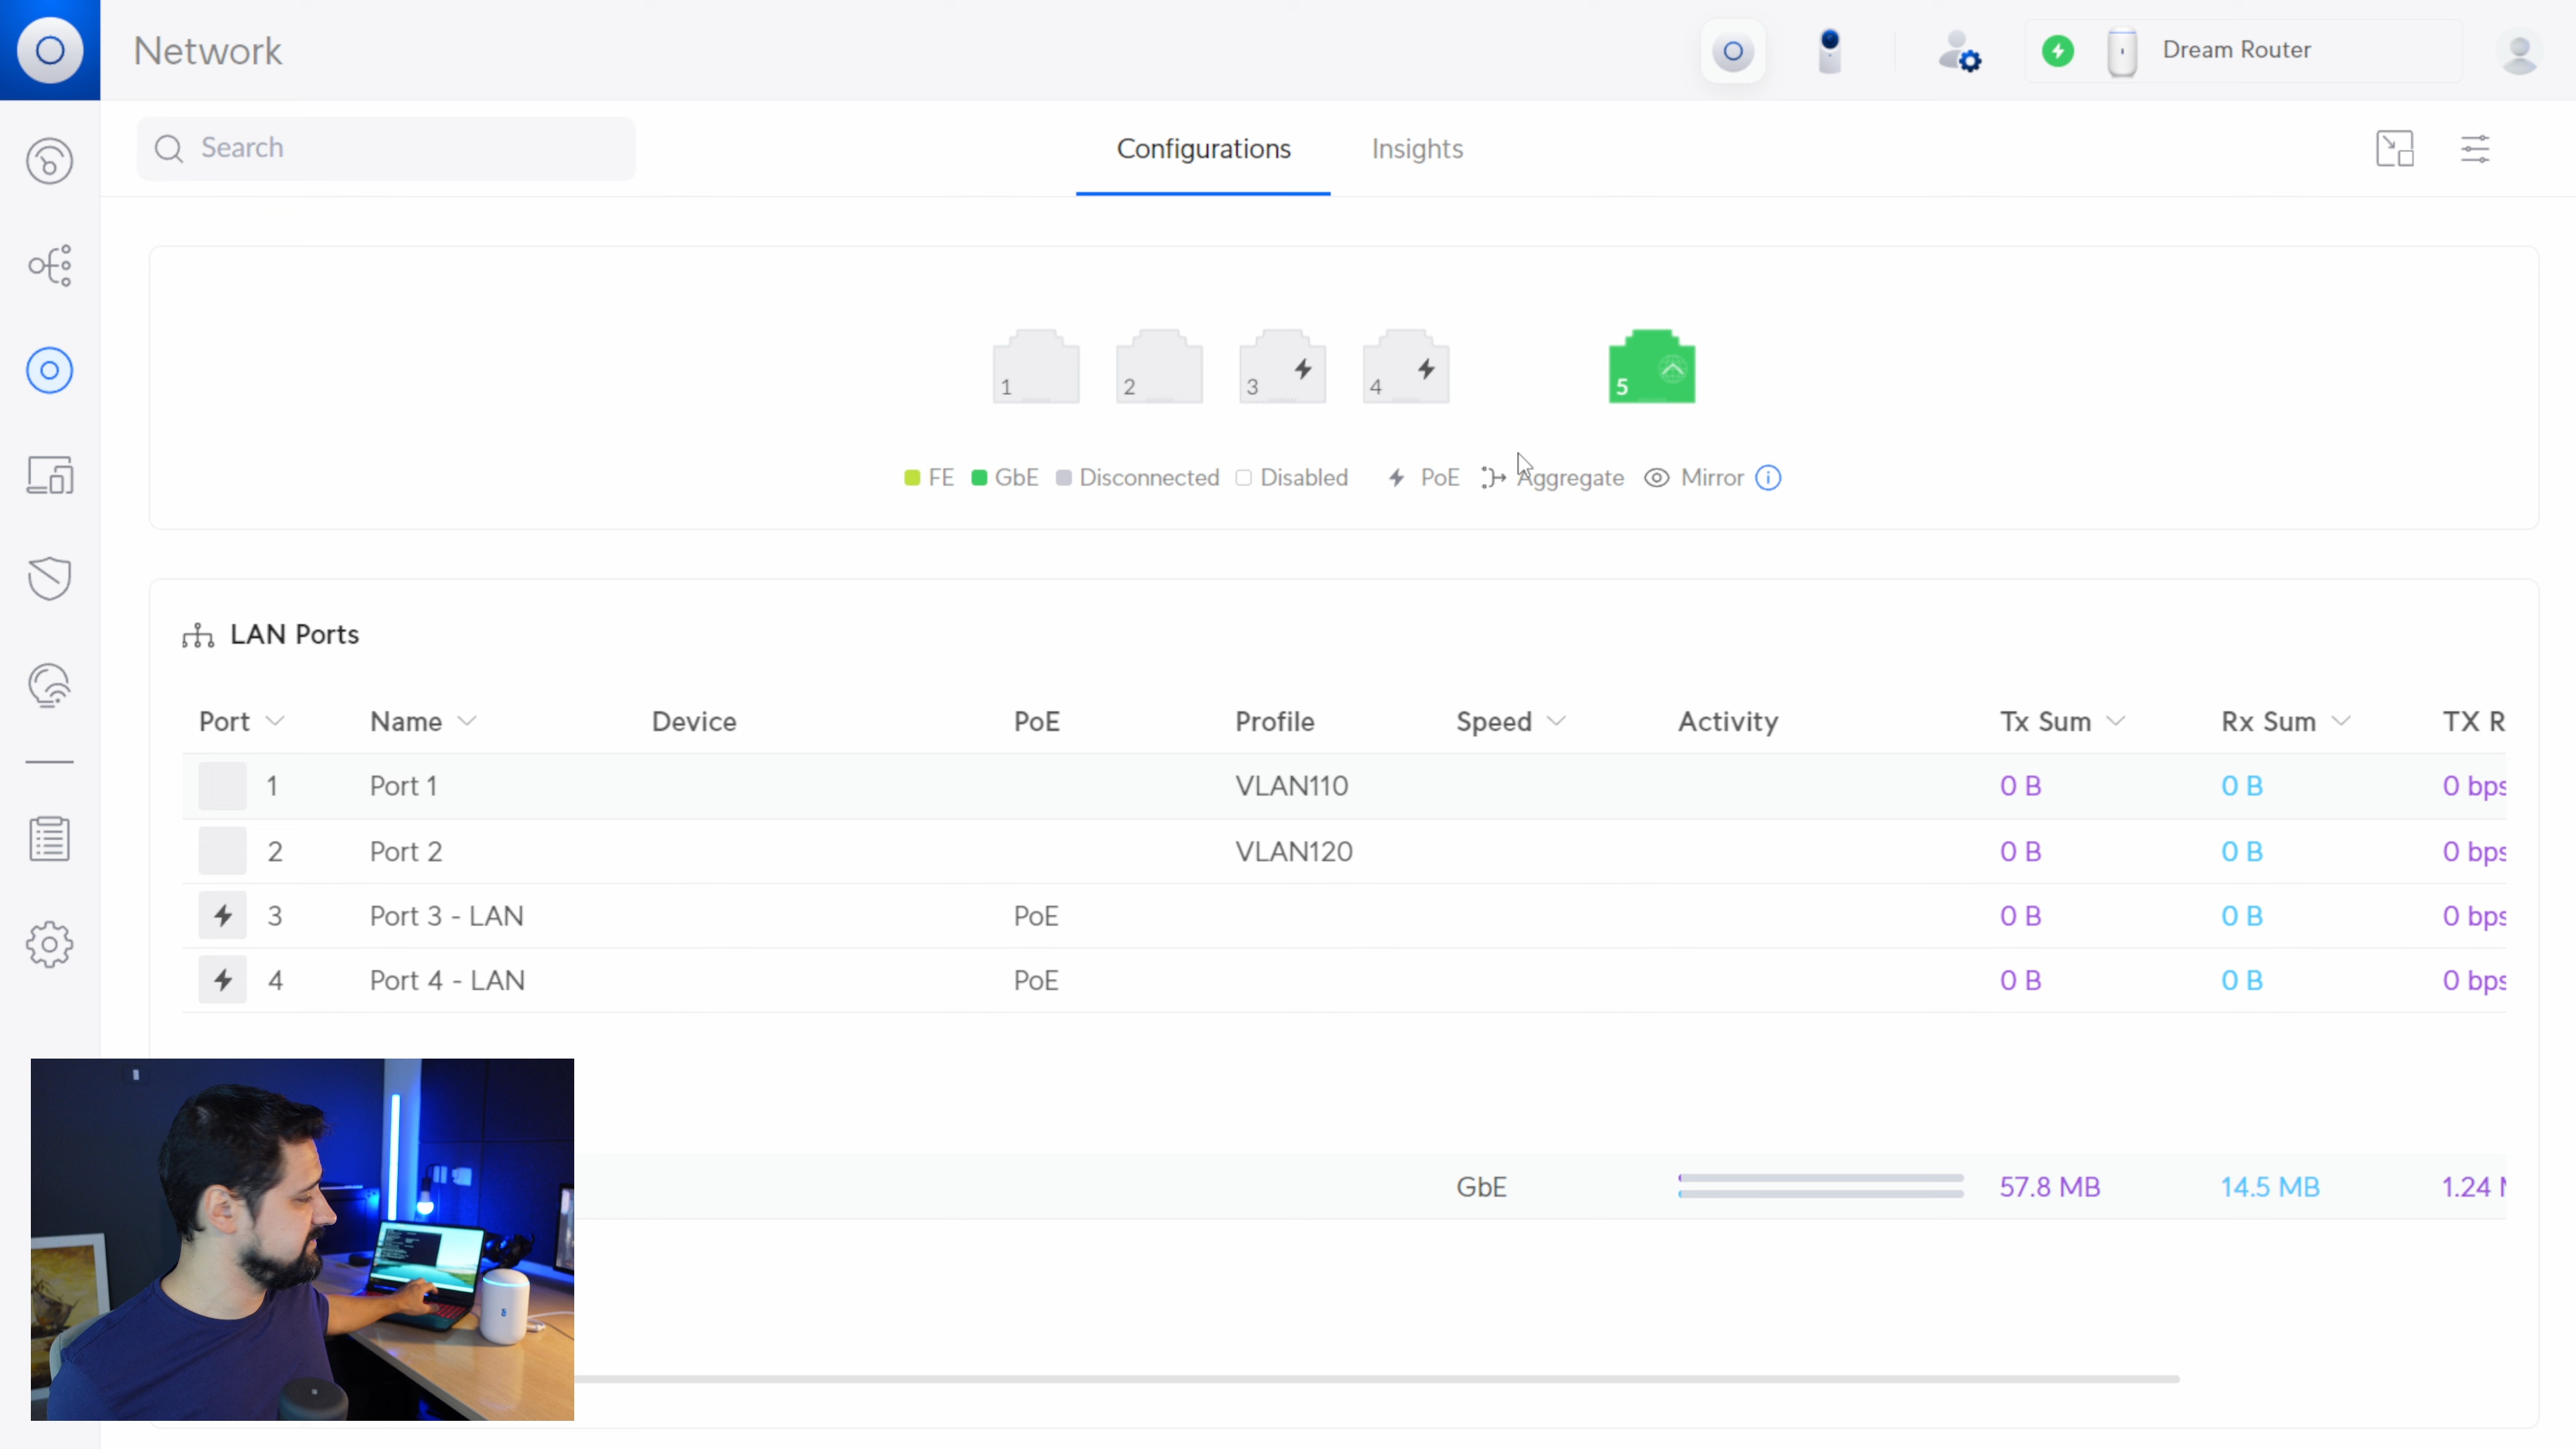 Network
Dream Router
Search
Configurations Insights
1 2 3 4 5
FE GbE Disconnected Disabled PoE Aggregate Mirror
LAN Ports
Port Name Device PoE Profile Speed Activity Tx Sum Rx Sum TX R
1 Port 1 VLAN110 0 B 0 B 0 bps
2 Port 2 VLAN120 0 B 0 B 0 bps
3 Port 3 - LAN PoE 0 B 0 B 0 bps
4 Port 4 - LAN PoE 0 B 0 B 0 bps
GbE 57.8 MB 14.5 MB 1.24